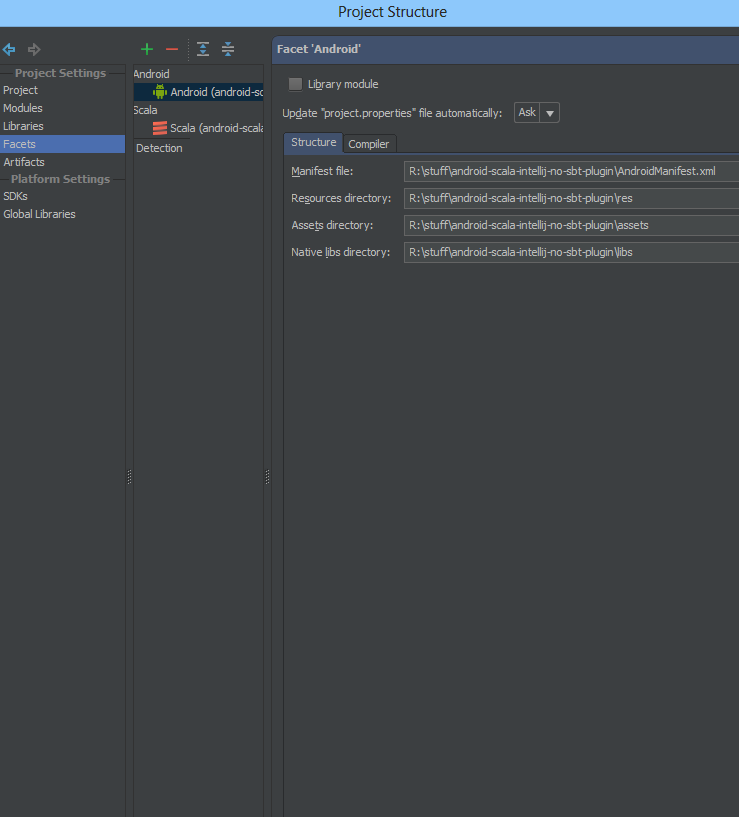 Project Structure
Project Settings
Project
Modules
Libraries
Facets
Artifacts
Platform Settings
SDKs
Global Libraries
Android
Android (android-sc
Scala
Scala (android-scala
Detection
Facet 'Android'
Library module
Update "project.properties" file automatically: Ask
Structure Compiler
Manifest file: R:\stuff\android-scala-intellij-no-sbt-plugin\AndroidManifest.xml
Resources directory: R:\stuff\android-scala-intellij-no-sbt-plugin\res
Assets directory: R:\stuff\android-scala-intellij-no-sbt-plugin\assets
Native libs directory: R:\stuff\android-scala-intellij-no-sbt-plugin\libs